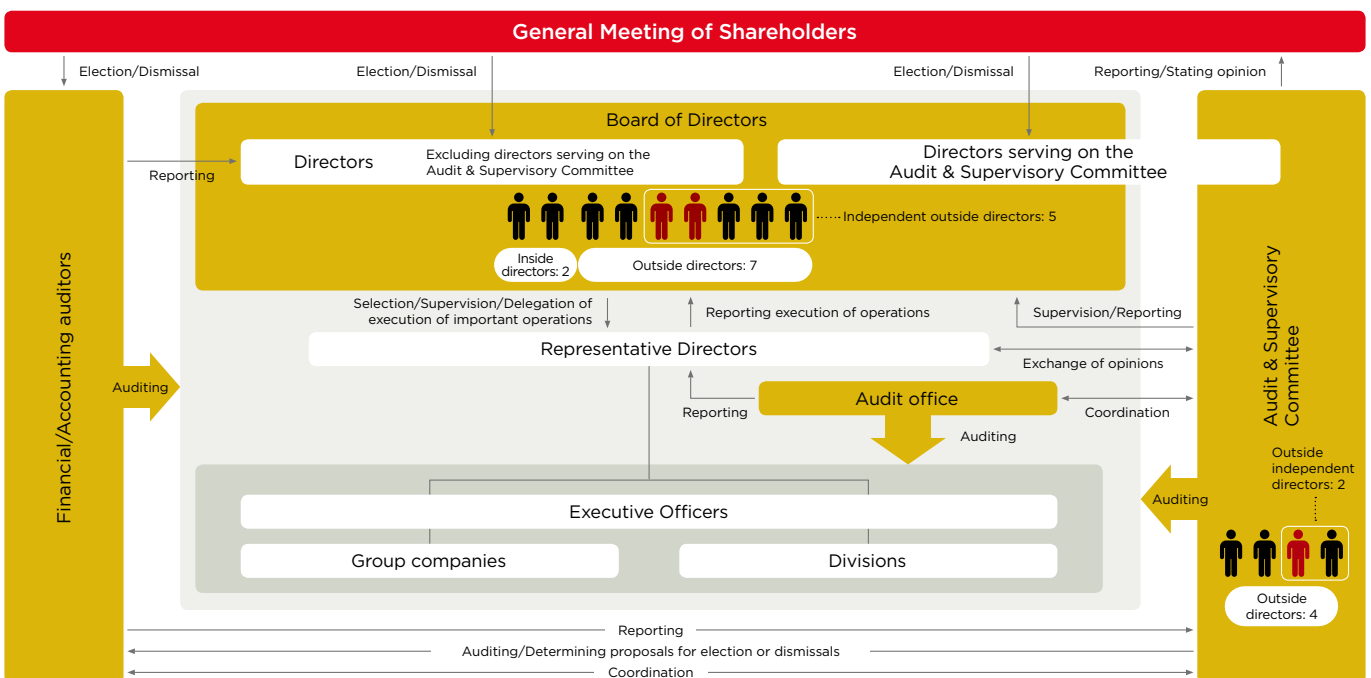 General Meeting of Shareholders
Election/Dismissal
Election/Dismissal
Election/Dismissal
Reporting/Stating opinion
Board of Directors
Directors
Excluding directors serving on the
Audit & Supervisory Committee
Directors serving on the
Audit & Supervisory Committee
Reporting
Independent outside directors: 5
Inside
directors: 2
Outside directors: 7
Financial/Accounting auditors
Selection/Supervision/Delegation of
execution of important operations
Reporting execution of operations
Supervision/Reporting
Representative Directors
Exchange of opinions
Auditing
Audit office
Reporting
Coordination
Auditing
Audit & Supervisory
Committee
Outside
independent
directors: 2
Auditing
Executive Officers
Group companies
Divisions
Outside
directors: 4
Reporting
Auditing/Determining proposals for election or dismissals
Coordination